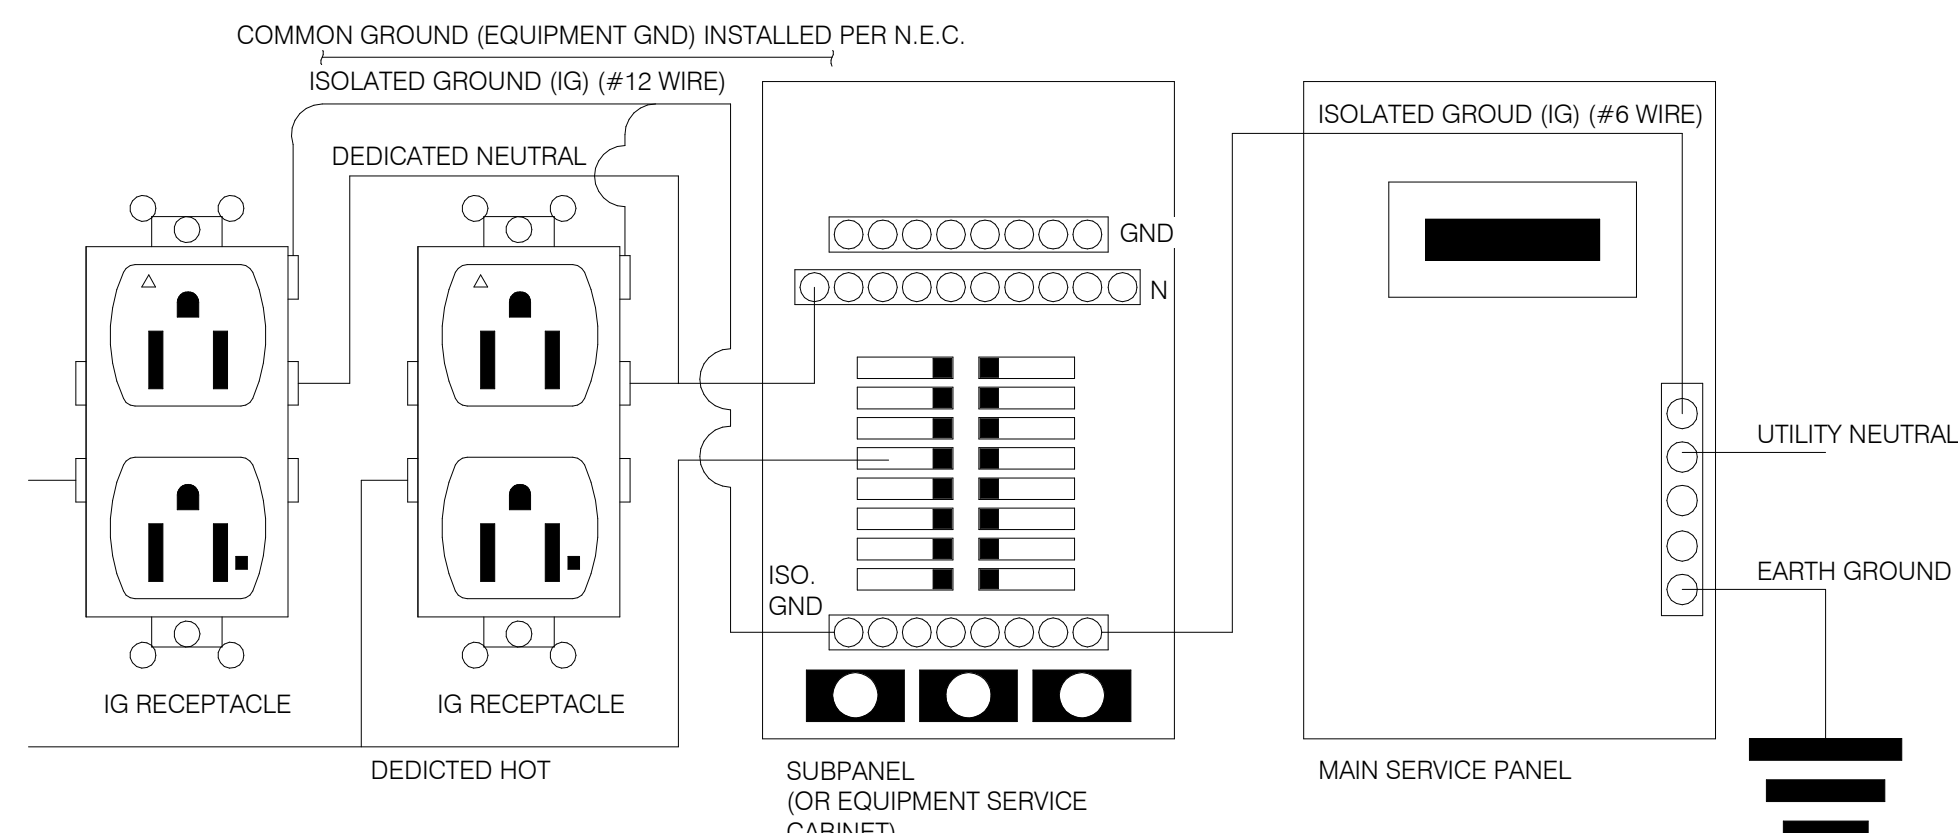 COMMON GROUND (EQUIPMENT GND) INSTALLED PER N.E.C.
ISOLATED GROUND (IG) (#12 WIRE)
ISOLATED GROUD (IG) (#6 WIRE)
DEDICATED NEUTRAL
GND
N
UTILITY NEUTRAL
ISO.
GND
EARTH GROUND
IG RECEPTACLE
IG RECEPTACLE
DEDICTED HOT
SUBPANEL
(OR EQUIPMENT SERVICE
CABINET)
MAIN SERVICE PANEL